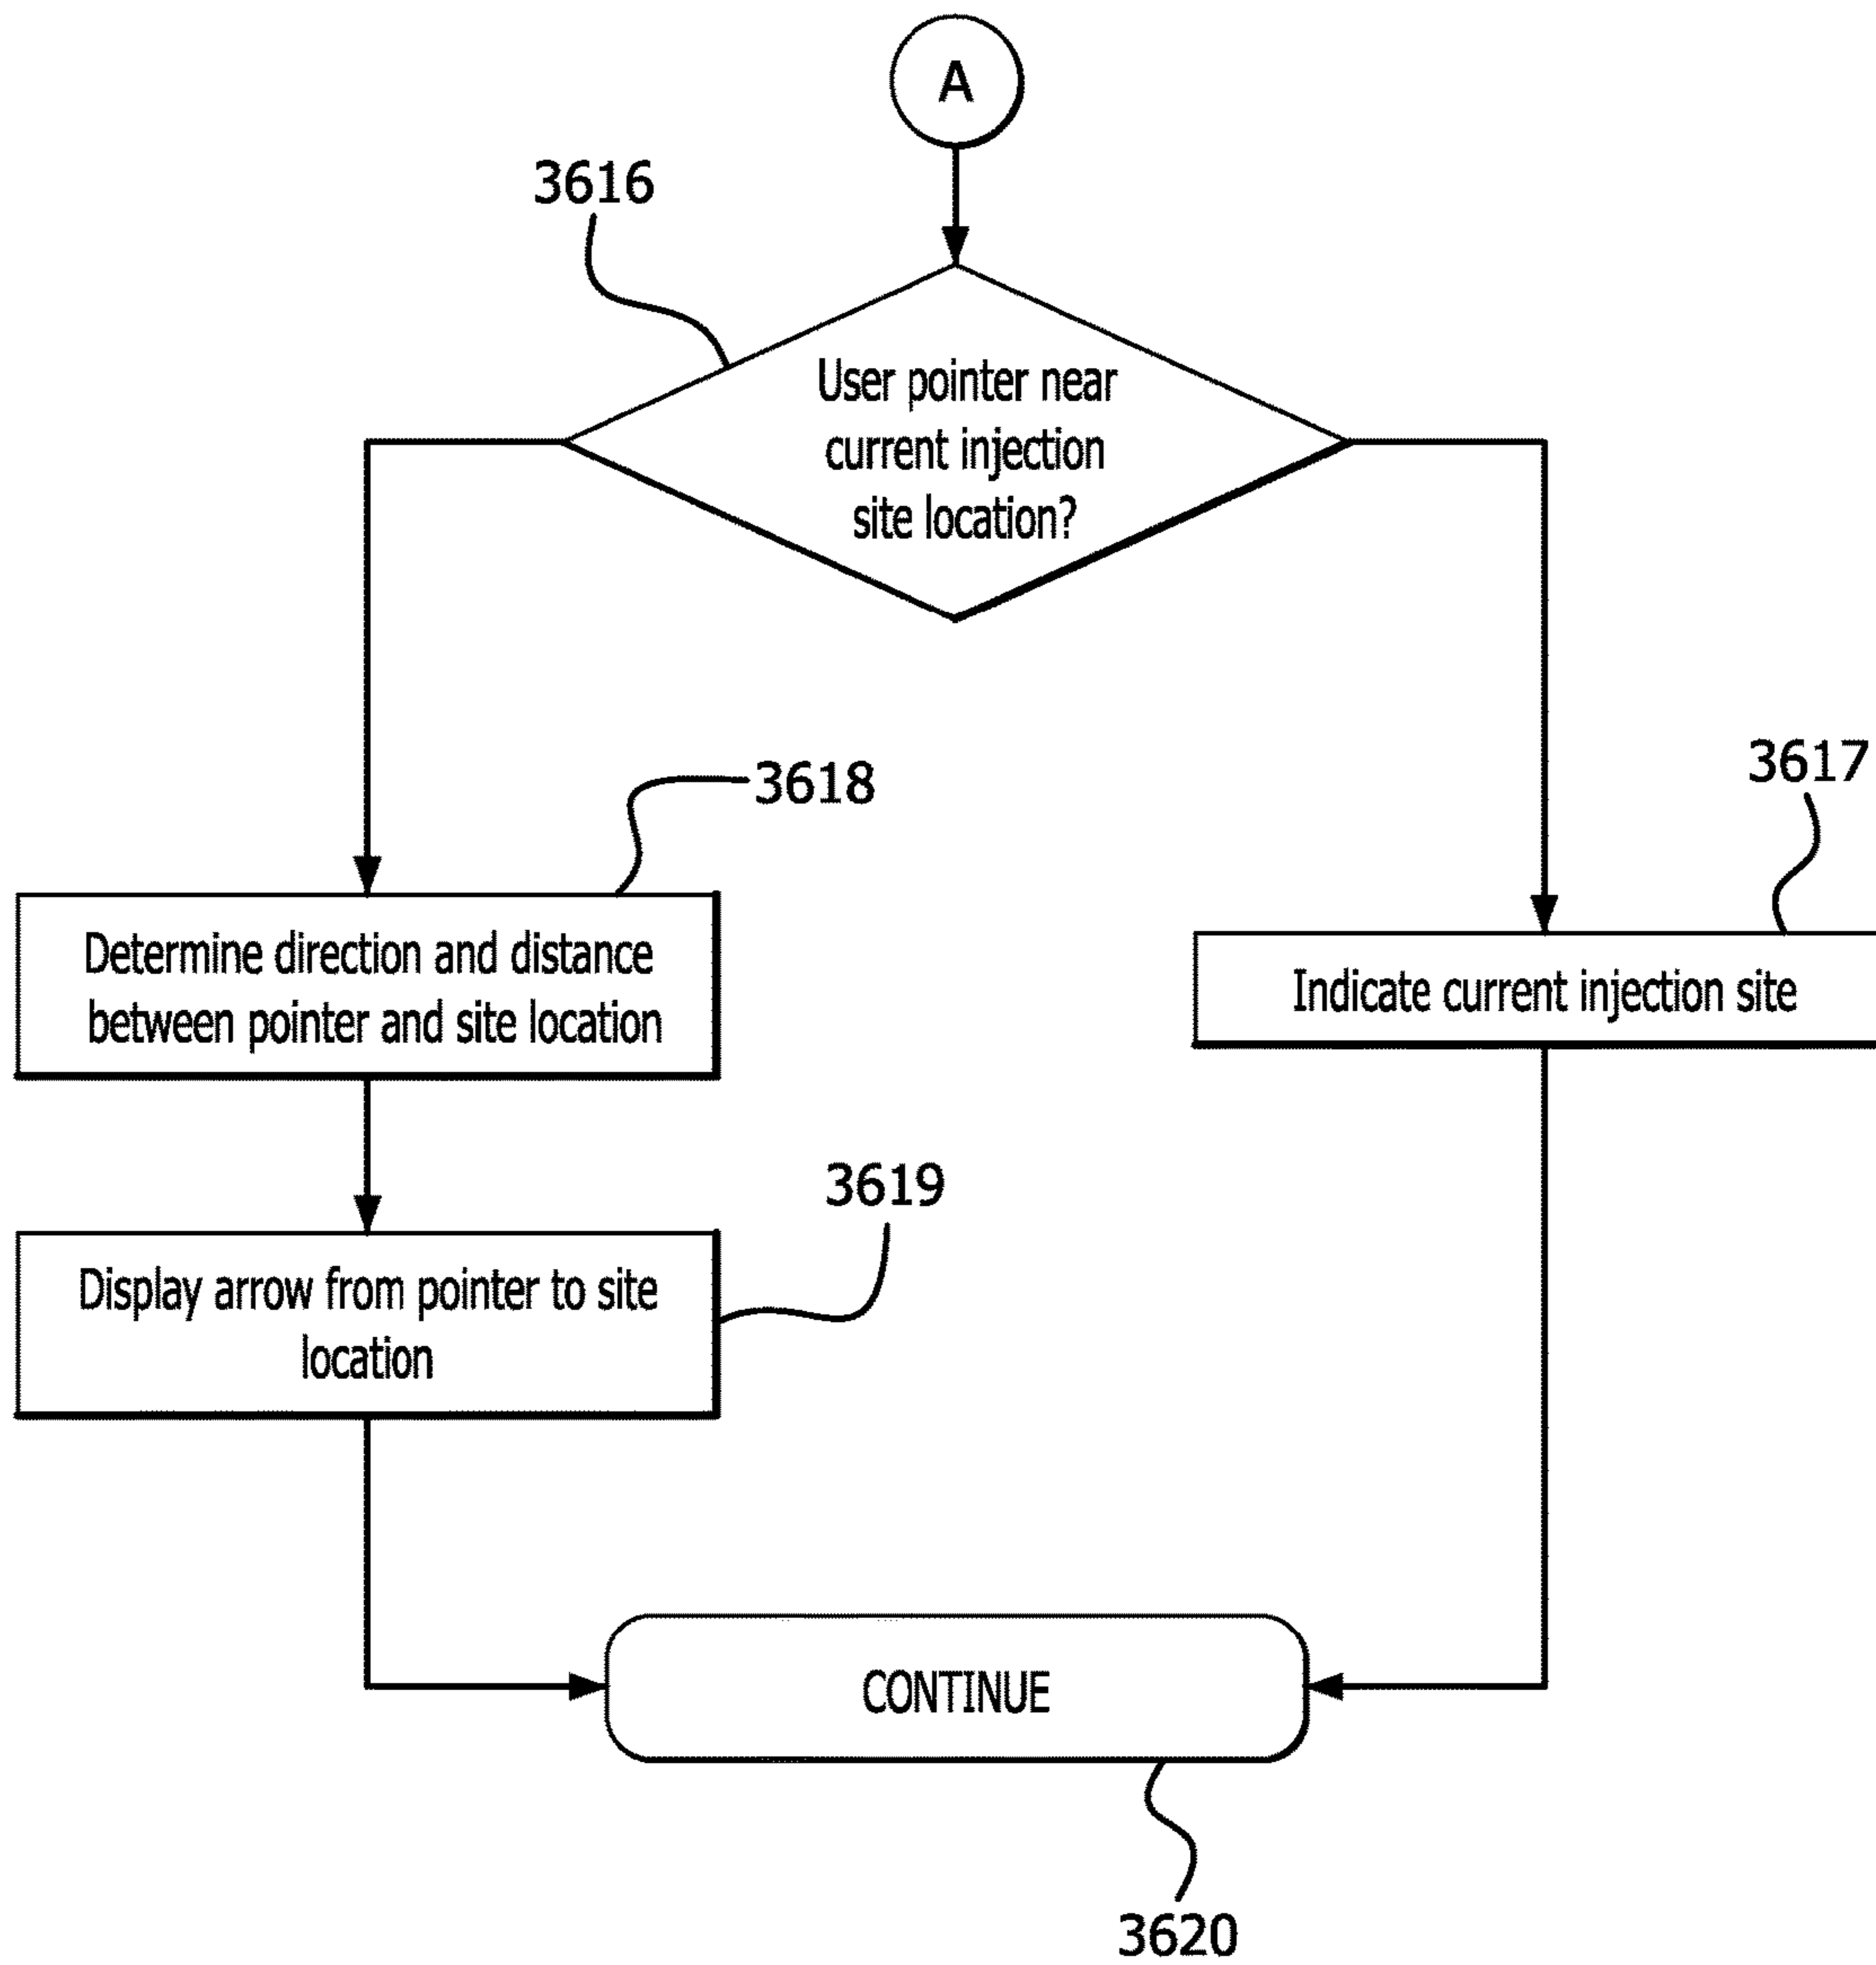 A
3616
User pointer near
current injection
site location?
3618
3617
Determine direction and distance
between pointer and site location
Indicate current injection site
3619
Display arrow from pointer to site
location
CONTINUE
3620